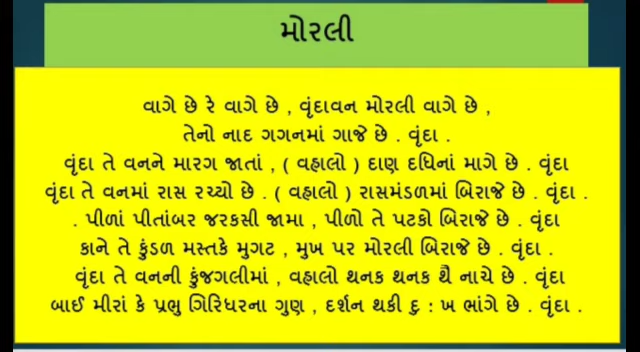 મોરલી
વાગે છે રે વાગે છે , વૃંદાવન મોરલી વાગે છે ,
તેનો નાદ ગગનમાં ગાજે છે . વૃંદા .
વૃંદા તે વનને મારગ જાતાં , ( વહાલો ) દાણ દધિનાં માગે છે . વૃંદા
વૃંદા તે વનમાં રાસ રચ્યો છે . ( વહાલો ) રાસમંડળમાં બિરાજે છે . વૃંદા .
. પીળાં પીતાંબર જરકસી જામા , પીળો તે પટકો બિરાજે છે . વૃંદા
કાને તે કુંડળ મસ્તકે મુગટ , મુખ પર મોરલી બિરાજે છે . વૃંદા .
વૃંદા તે વનની કુંજગલીમાં , વહાલો થનક થનક થૈ નાચે છે . વૃંદા
બાઈ મીરાં કે પ્રભુ ગિરિધરના ગુણ , દર્શન થકી દુ : ખ ભાંગે છે . વૃંદા .